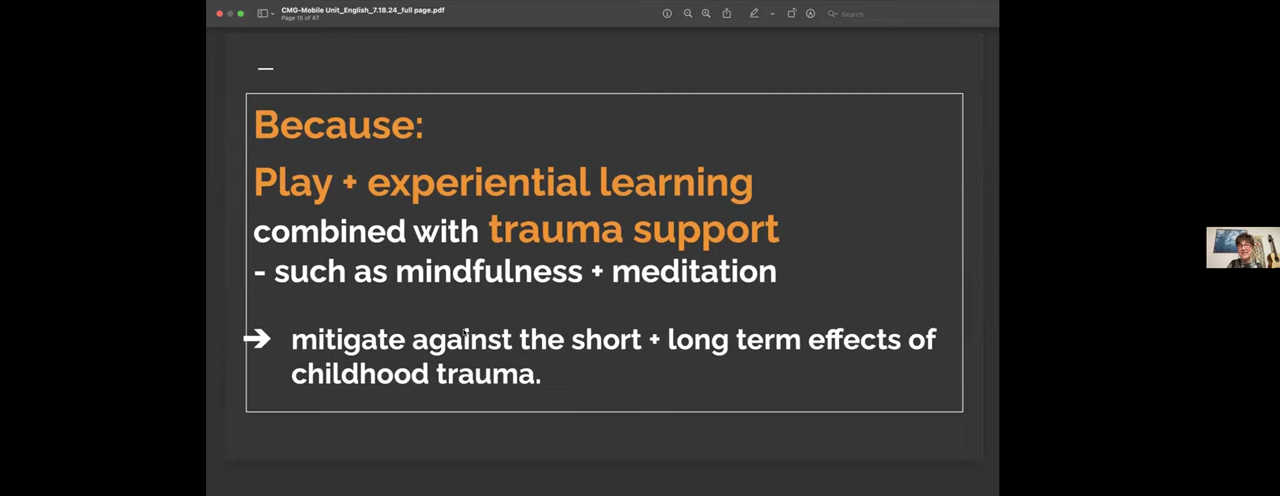 CMG-Mobile Unit_English_7.18.24_full page.pdf
Page 15 of 47
Search
Because:
Play + experiential learning
combined with trauma support
- such as mindfulness + meditation
➔ mitigate against the short + long term effects of
childhood trauma.